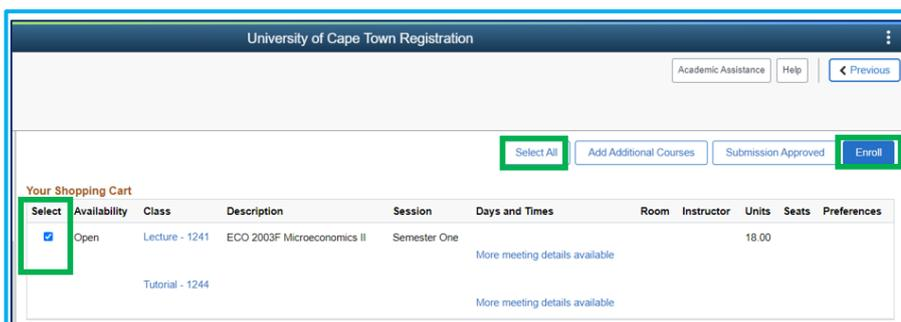 University of Cape Town Registration
Academic Assistance Help Previous
Select All Add Additional Courses Submission Approved Enroll
Your Shopping Cart
Select Availability Class Description Session Days and Times Room Instructor Units Seats Preferences
Open Lecture - 1241 ECO 2003F Microeconomics II Semester One 18.00
More meeting details available
Tutorial - 1244
More meeting details available